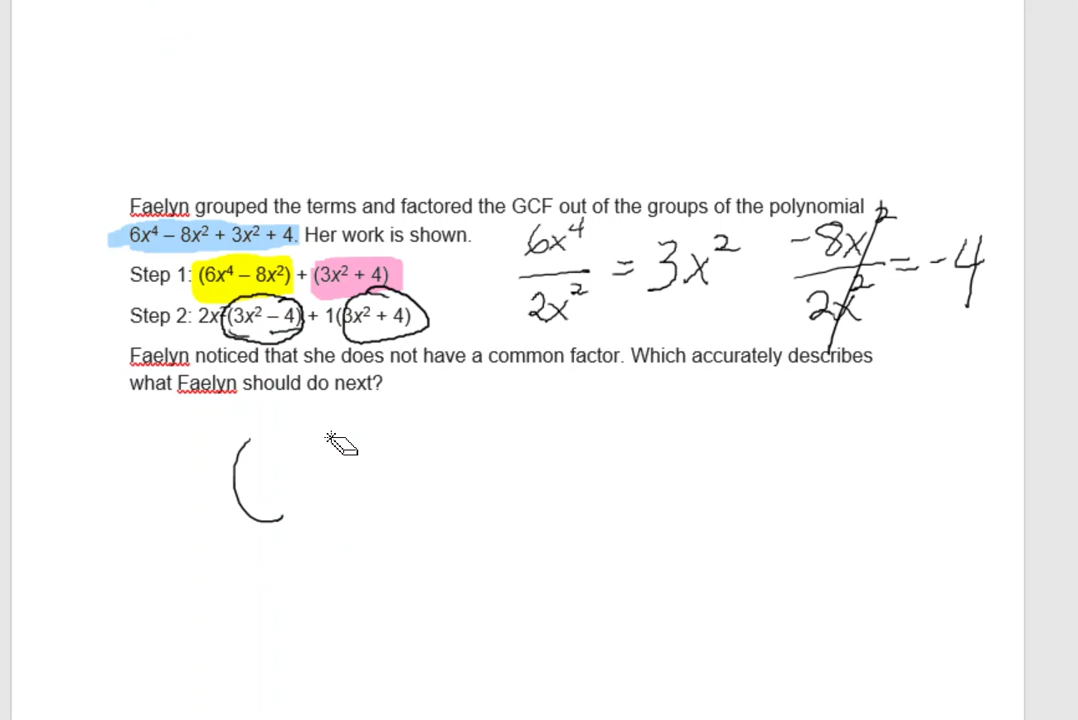 Faelyn grouped the terms and factored the GCF out of the groups of the polynomial
6x⁴ – 8x² + 3x² + 4. Her work is shown.
Step 1: (6x⁴ – 8x²) + (3x² + 4)
Step 2: 2x²(3x² – 4) + 1(3x² + 4)
Faelyn noticed that she does not have a common factor. Which accurately describes
what Faelyn should do next?
6x⁴/2x² = 3x²
-8x²/2x² = -4
(